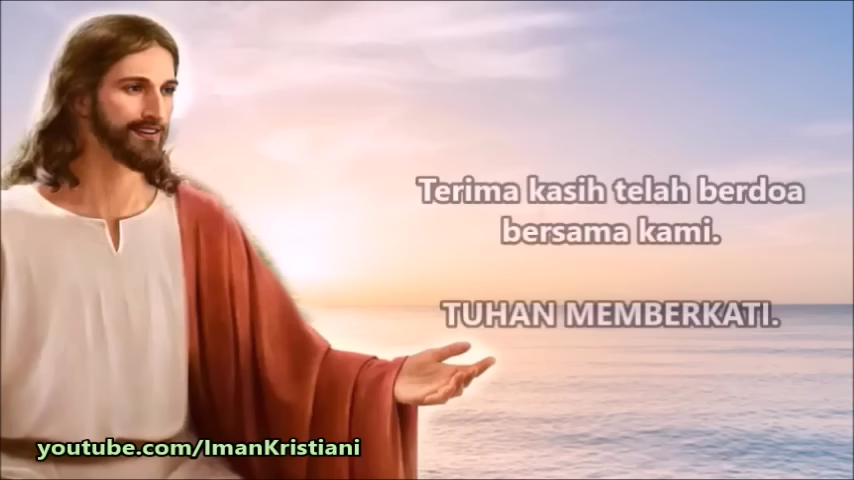 Terima kasih telah berdoa
bersama kami.
TUHAN MEMBERKATI.
youtube.com/ImanKristiani